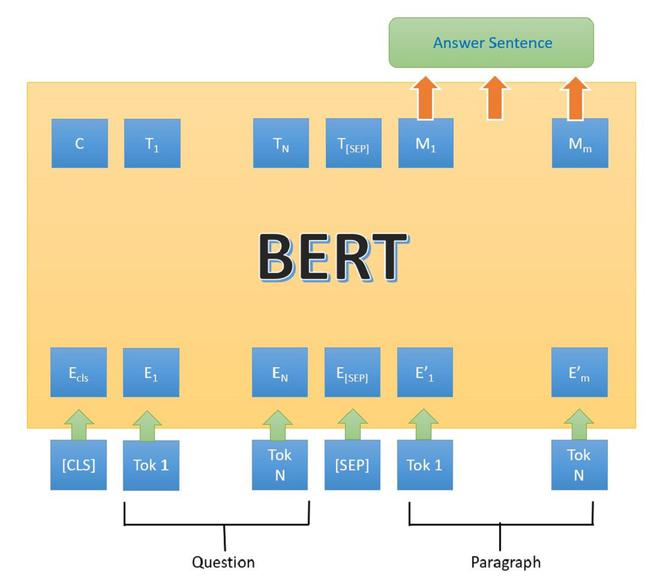 Answer Sentence
C T1 TN T[SEP] M1 Mm
BERT
Ecls E1 EN E[SEP] E'1 E'm
[CLS] Tok 1 Tok N [SEP] Tok 1 Tok N
Question Paragraph